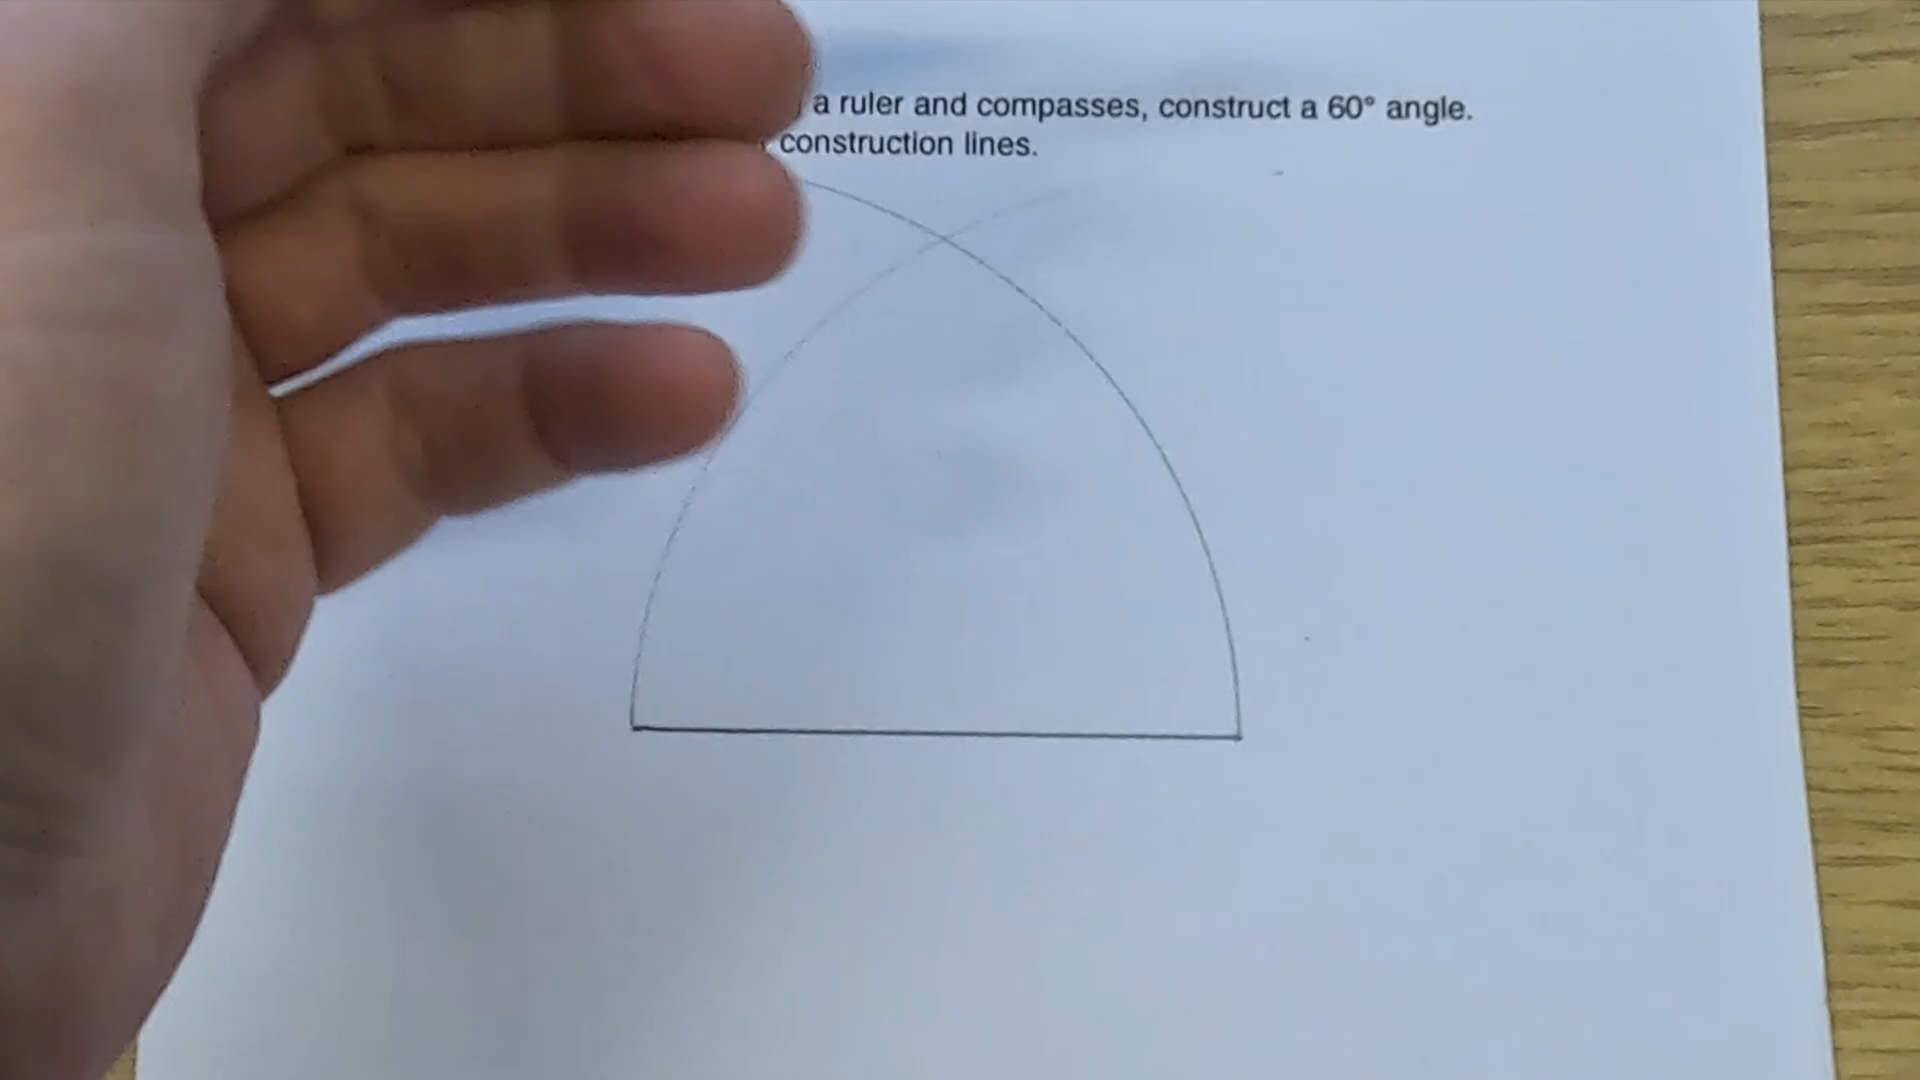 a ruler and compasses, construct a 60° angle.
construction lines.